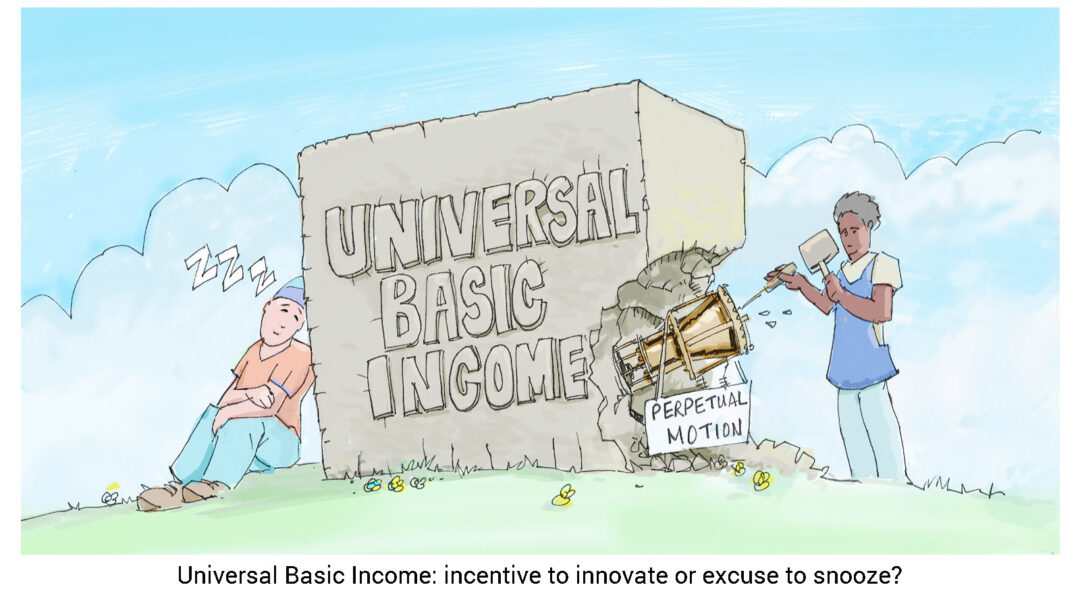 UNIVERSAL
BASIC
INCOME
ZZZ
PERPETUAL
MOTION
Universal Basic Income: incentive to innovate or excuse to snooze?